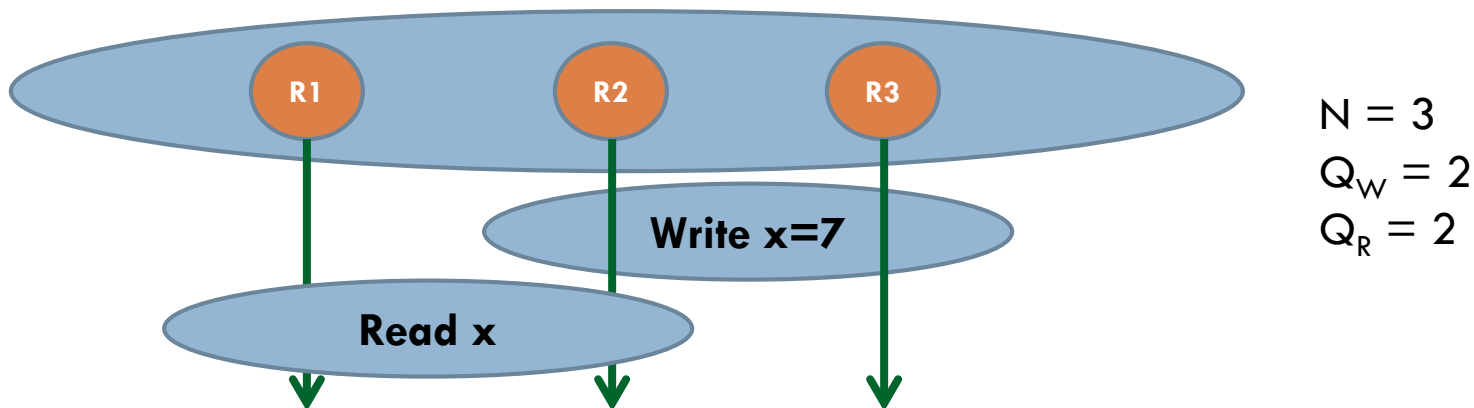 R1 R2 R3
Write x=7
Read x
N = 3
Q_W = 2
Q_R = 2